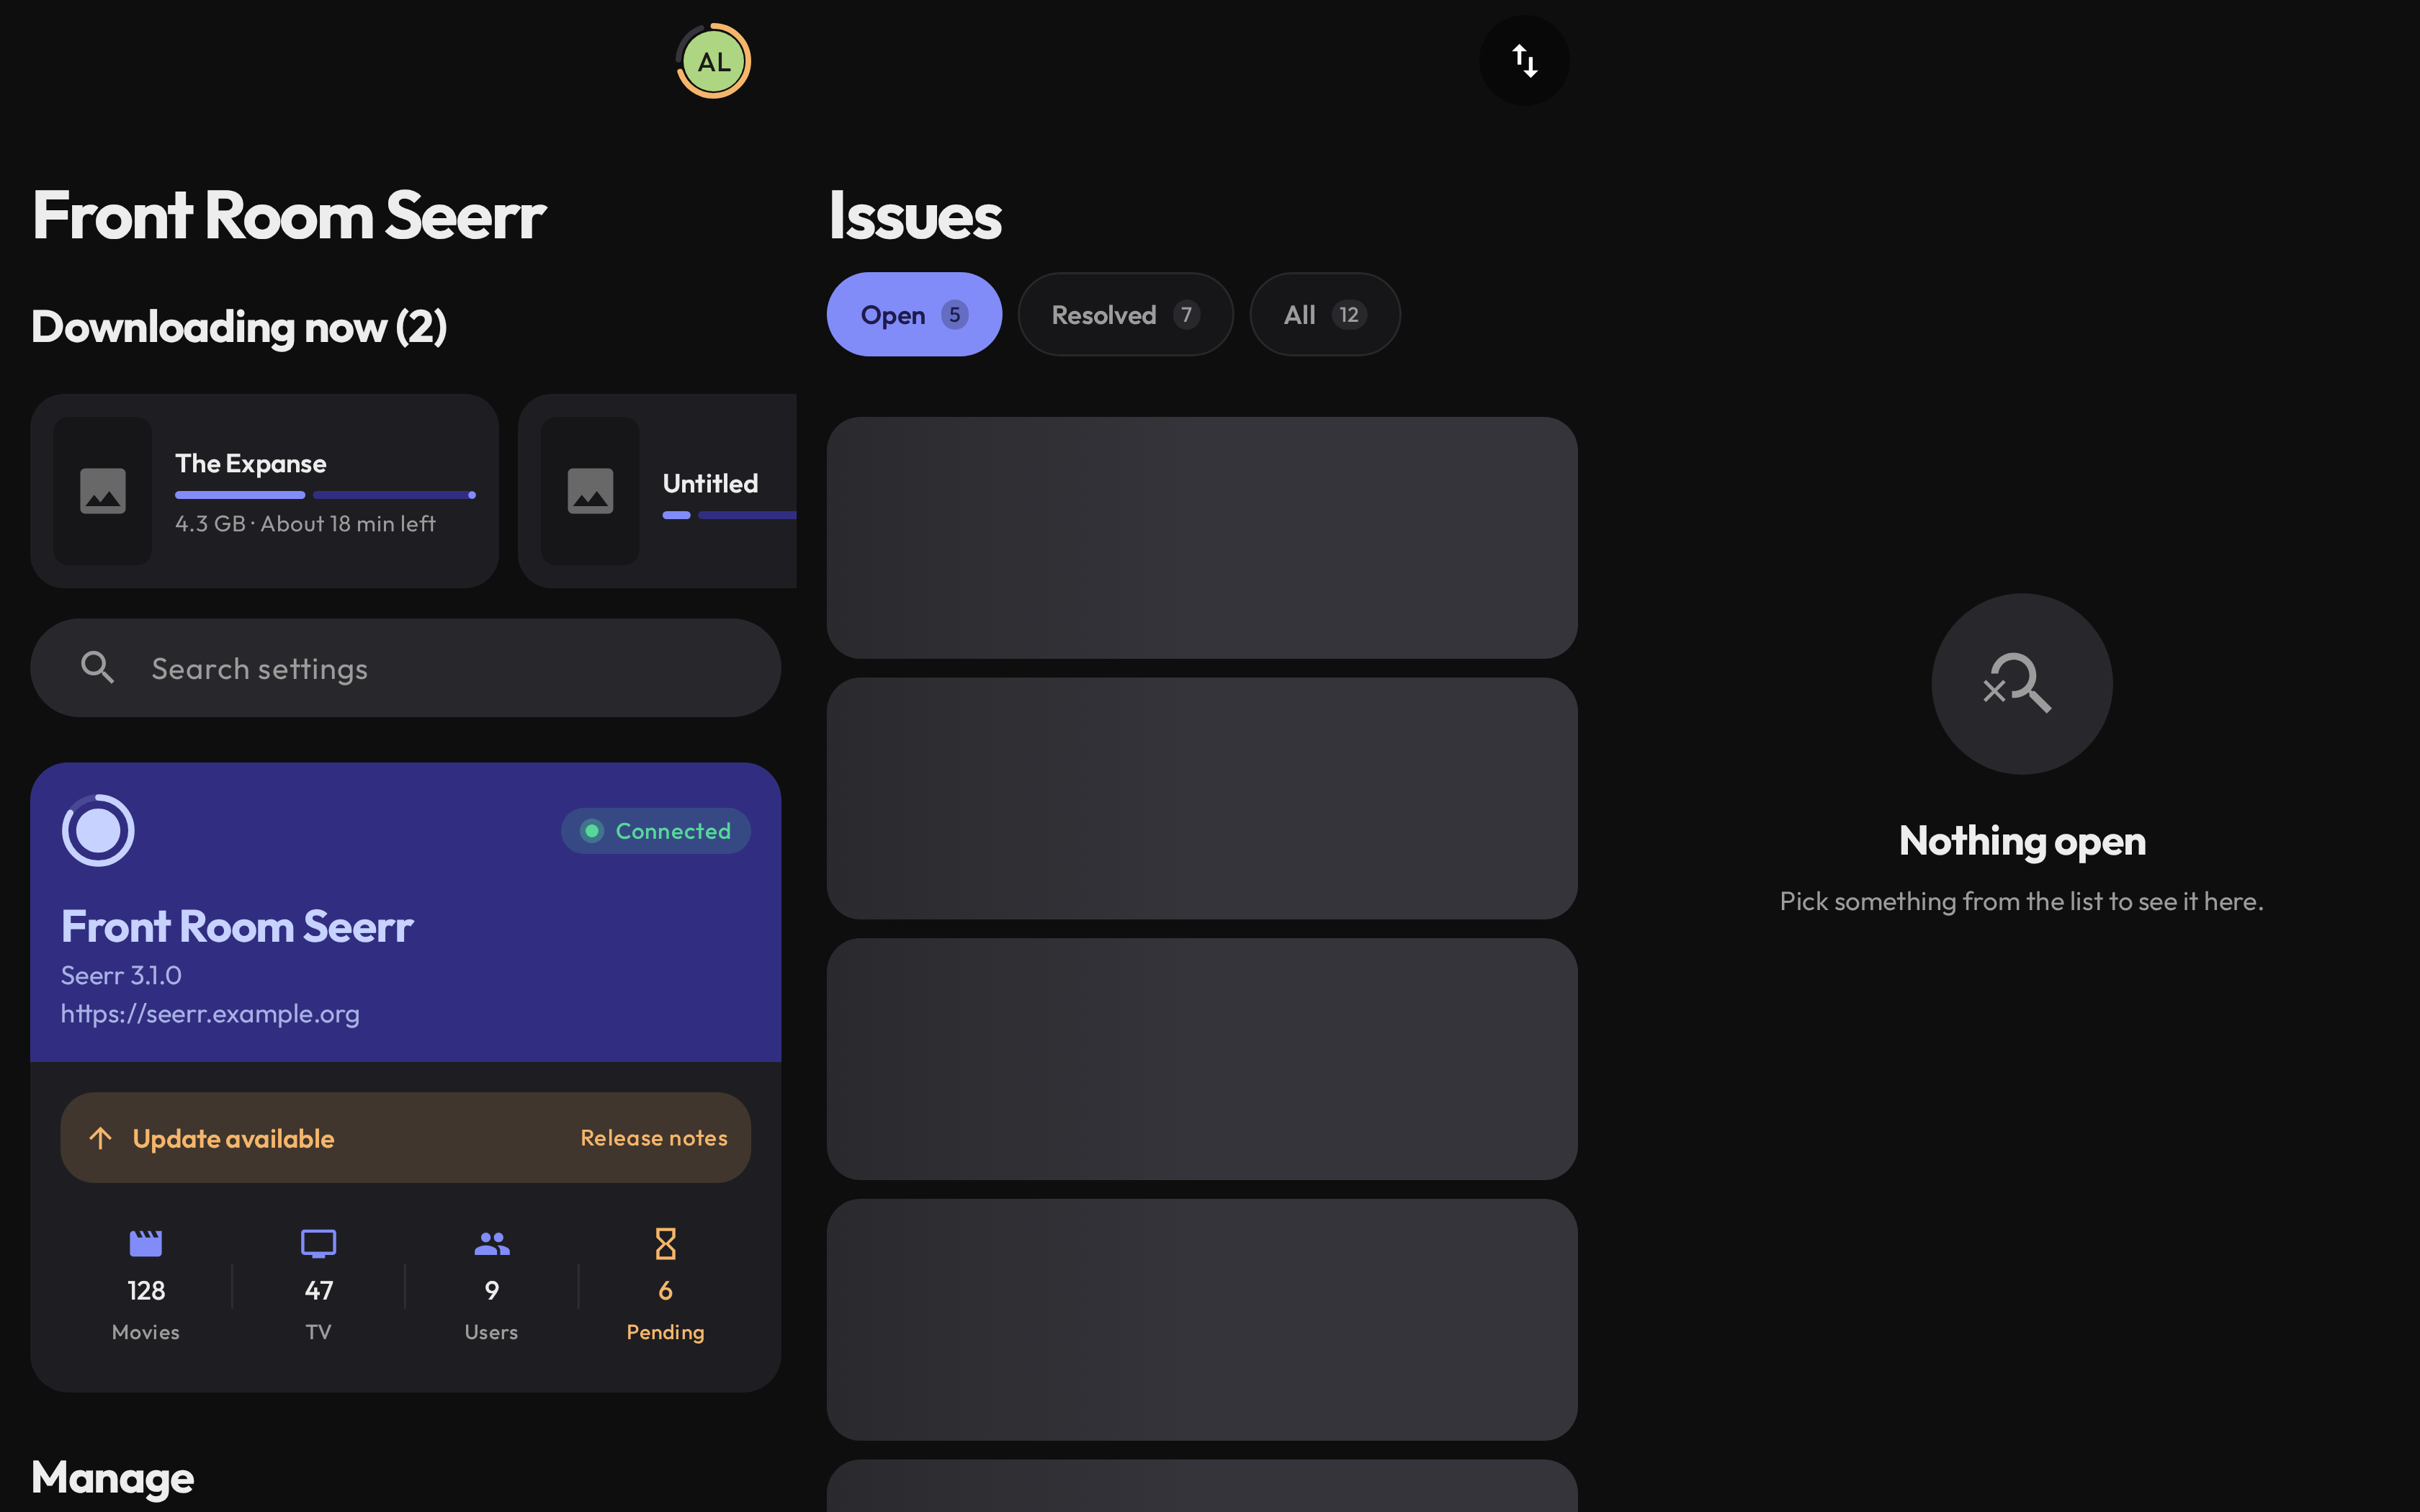 AL
Front Room Seerr
Downloading now (2)
The Expanse
4.3 GB · About 18 min left
Untitled
Search settings
Connected
Front Room Seerr
Seerr 3.1.0
https://seerr.example.org
Update available
Release notes
128
Movies
47
TV
9
Users
6
Pending
Manage
Issues
Open 5
Resolved 7
All 12
Nothing open
Pick something from the list to see it here.